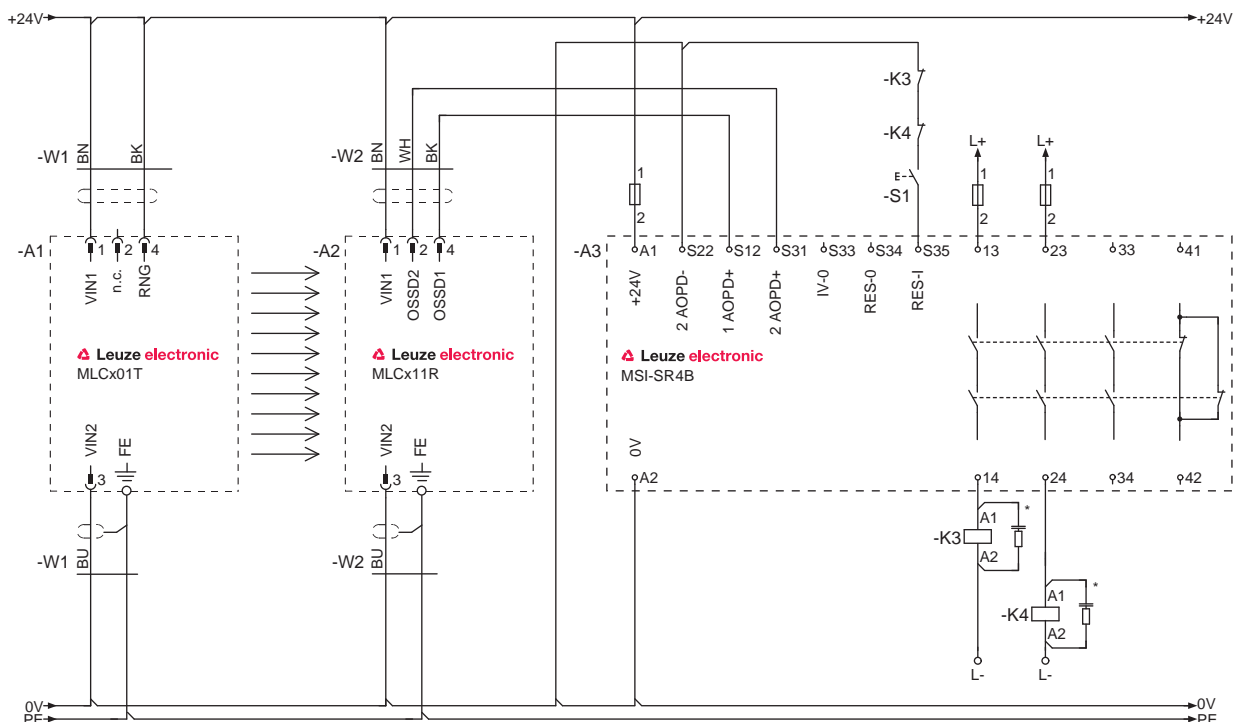 +24V +24V
-K3
-K4
L+ L+
-W1 BN BK
-W2 BN WH BK
1 1 1
E-- -S1
2 2 2
-A1 1 2 4
-A2 1 2 4
-A3 A1 S22 S12 S31 S33 S34 S35 13 23 33 41
VIN1 n.c. RNG
VIN1 OSSD2 OSSD1
+24V 2 AOPD- 1 AOPD+ 2 AOPD+ IV-0 RES-0 RES-I
Leuze electronic
MLCx01T
Leuze electronic
MLCx11R
Leuze electronic
MSI-SR4B
VIN2 FE
VIN2 FE
0V
3 3
A2 14 24 34 42
-K3 A1 A2 *
-W1 BU
-W2 BU
-K4 A1 A2 *
L- L-
0V 0V
PE PE